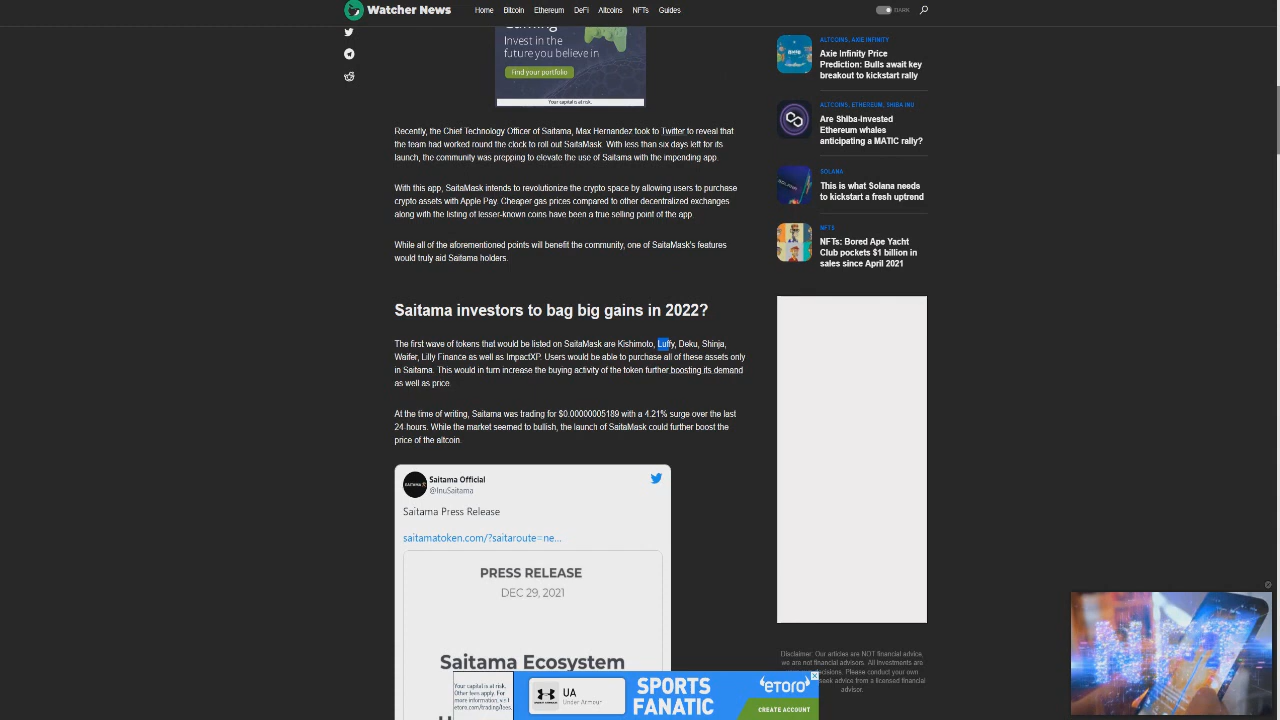 Watcher News
Home Bitcoin Ethereum DeFi Altcoins NFTs Guides
DARK
Invest in the
future you believe in
Find your portfolio
Your capital is at risk.
Recently, the Chief Technology Officer of Saitama, Max Hernandez took to Twitter to reveal that
the team had worked round the clock to roll out SaitaMask. With less than six days left for its
launch, the community was prepping to elevate the use of Saitama with the impending app.
With this app, SaitaMask intends to revolutionize the crypto space by allowing users to purchase
crypto assets with Apple Pay. Cheaper gas prices compared to other decentralized exchanges
along with the listing of lesser-known coins have been a true selling point of the app.
While all of the aforementioned points will benefit the community, one of SaitaMask's features
would truly aid Saitama holders.
Saitama investors to bag big gains in 2022?
The first wave of tokens that would be listed on SaitaMask are Kishimoto, Luffy, Deku, Shinja,
Waifer, Lilly Finance as well as ImpactXP. Users would be able to purchase all of these assets only
in Saitama. This would in turn increase the buying activity of the token further boosting its demand
as well as price.
At the time of writing, Saitama was trading for $0.00000005189 with a 4.21% surge over the last
24-hours. While the market seemed to bullish, the launch of SaitaMask could further boost the
price of the altcoin.
Saitama Official
@InuSaitama
Saitama Press Release
saitamatoken.com/?saitaroute=ne...
PRESS RELEASE
DEC 29, 2021
Saitama Ecosystem
ALTCOINS, AXIE INFINITY
Axie Infinity Price
Prediction: Bulls await key
breakout to kickstart rally
ALTCOINS, ETHEREUM, SHIBA INU
Are Shiba-invested
Ethereum whales
anticipating a MATIC rally?
SOLANA
This is what Solana needs
to kickstart a fresh uptrend
NFTS
NFTs: Bored Ape Yacht
Club pockets $1 billion in
sales since April 2021
Disclaimer: Our articles are NOT financial advice,
we are not financial advisors. All investments are
decisions. Please conduct your own
seek advice from a licensed financial
advisor.
Your capital is at risk.
Other fees apply. For
more information, visit
etoro.com/trading/fees.
UA
Under Armour
SPORTS
FANATIC
etoro
CREATE ACCOUNT